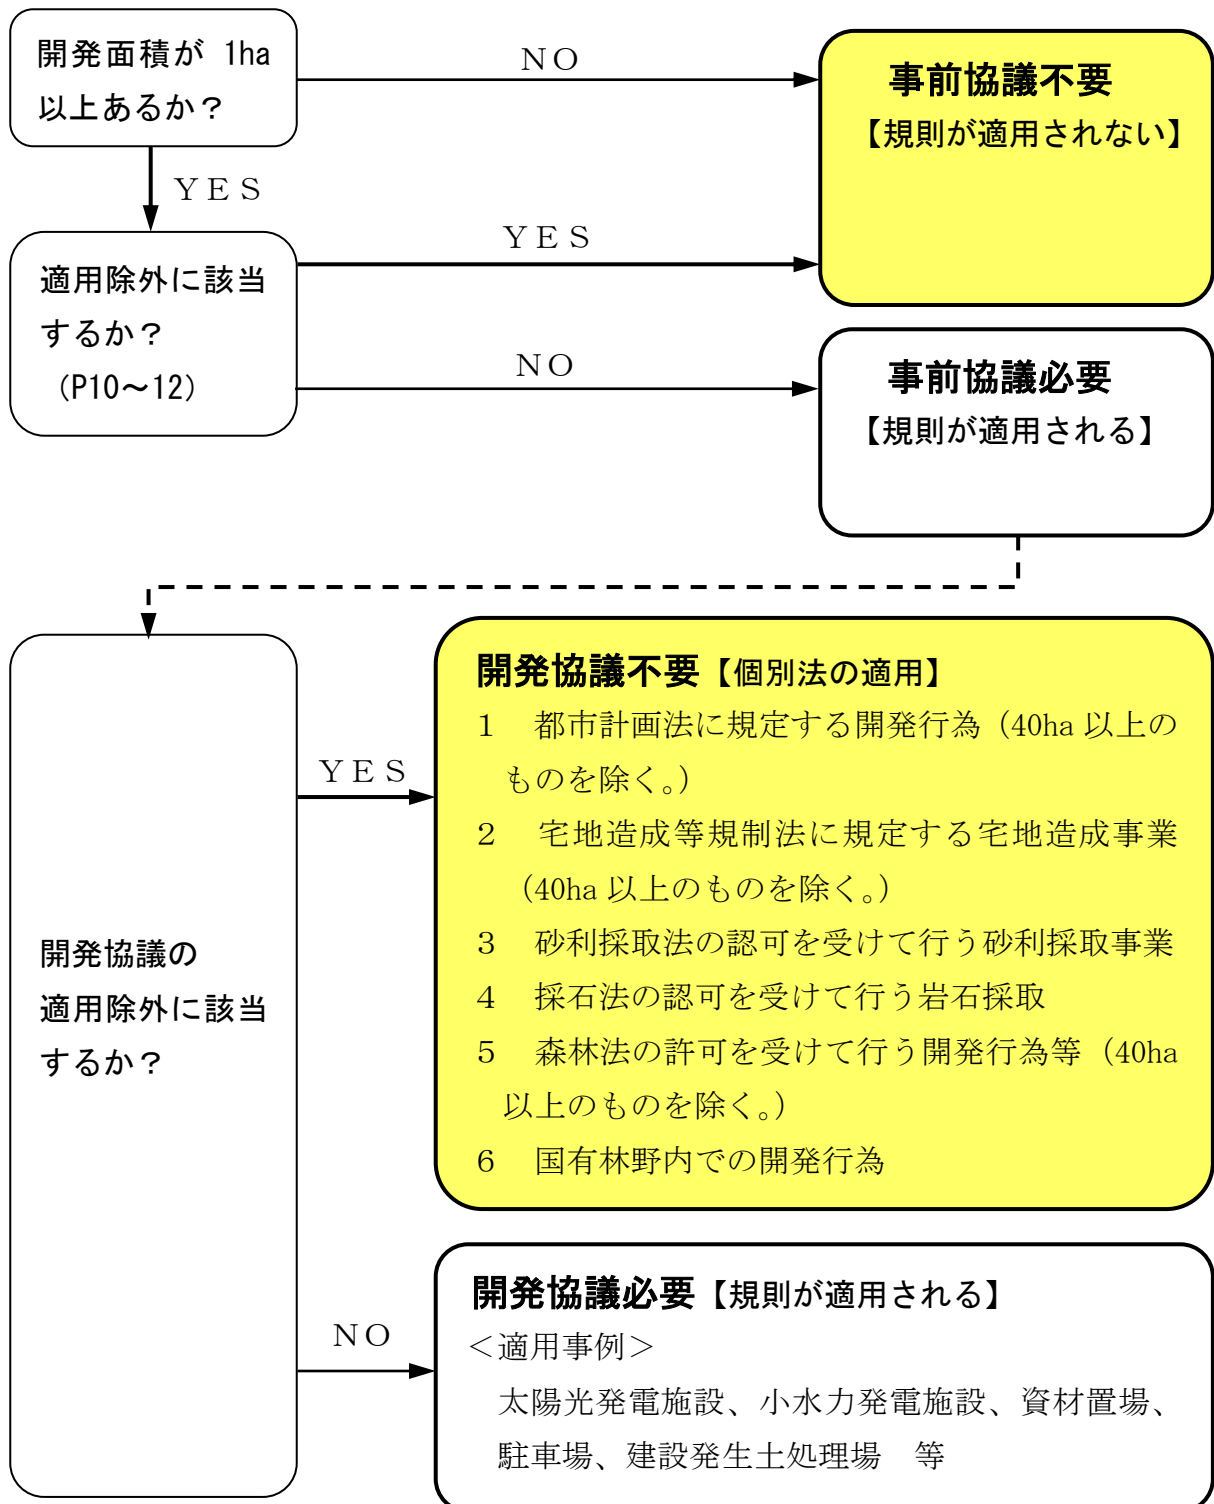 開発面積が 1ha
以上あるか？
ＮＯ
事前協議不要
【規則が適用されない】
ＹＥＳ
適用除外に該当
するか？
（P10～12）
ＹＥＳ
ＮＯ
事前協議必要
【規則が適用される】
開発協議の
適用除外に該当
するか？
ＹＥＳ
開発協議不要【個別法の適用】
１　都市計画法に規定する開発行為（40ha 以上の
ものを除く。）
２　宅地造成等規制法に規定する宅地造成事業
（40ha 以上のものを除く。）
３　砂利採取法の認可を受けて行う砂利採取事業
４　採石法の認可を受けて行う岩石採取
５　森林法の許可を受けて行う開発行為等（40ha
以上のものを除く。）
６　国有林野内での開発行為
ＮＯ
開発協議必要【規則が適用される】
＜適用事例＞
太陽光発電施設、小水力発電施設、資材置場、
駐車場、建設発生土処理場　等